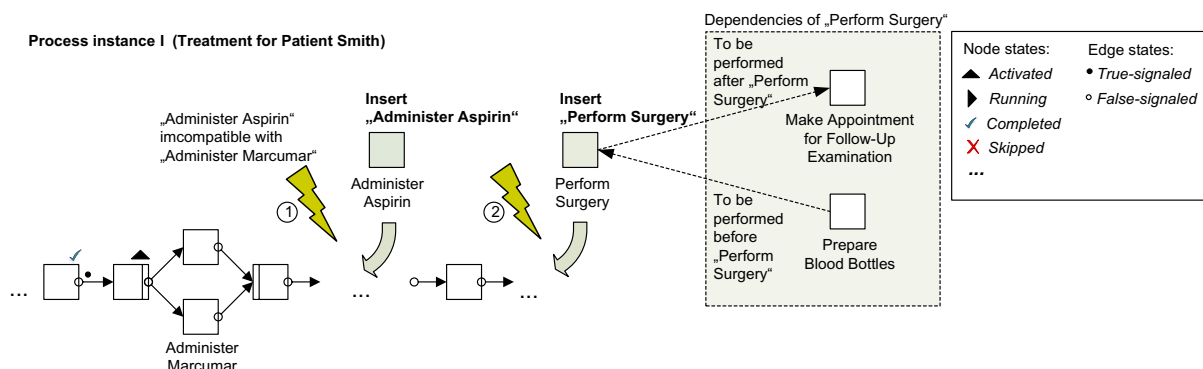 Process instance I (Treatment for Patient Smith)
„Administer Aspirin“
imcompatible with
„Administer Marcumar“
1
Insert
„Administer Aspirin“
Administer
Aspirin
2
Insert
„Perform Surgery“
Perform
Surgery
...
Administer
Marcumar
...
...
Dependencies of „Perform Surgery“
To be
performed
after „Perform
Surgery“
Make Appointment
for Follow-Up
Examination
To be
performed
before
„Perform
Surgery“
Prepare
Blood Bottles
Node states:
Activated
Running
Completed
Skipped
...
Edge states:
True-signaled
False-signaled